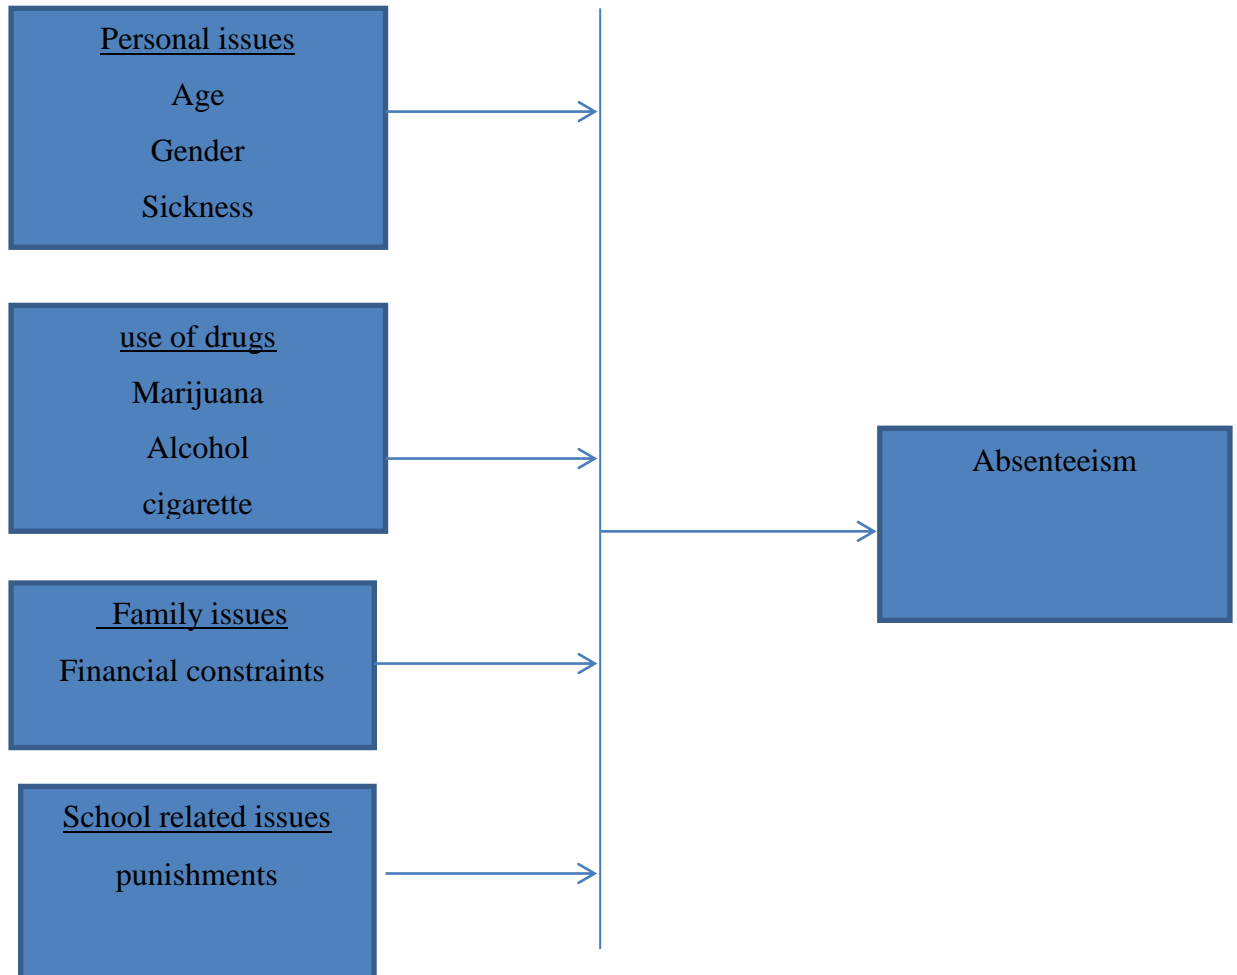 Personal issues
Age
Gender
Sickness
use of drugs
Marijuana
Alcohol
cigarette
Family issues
Financial constraints
School related issues
punishments
Absenteeism